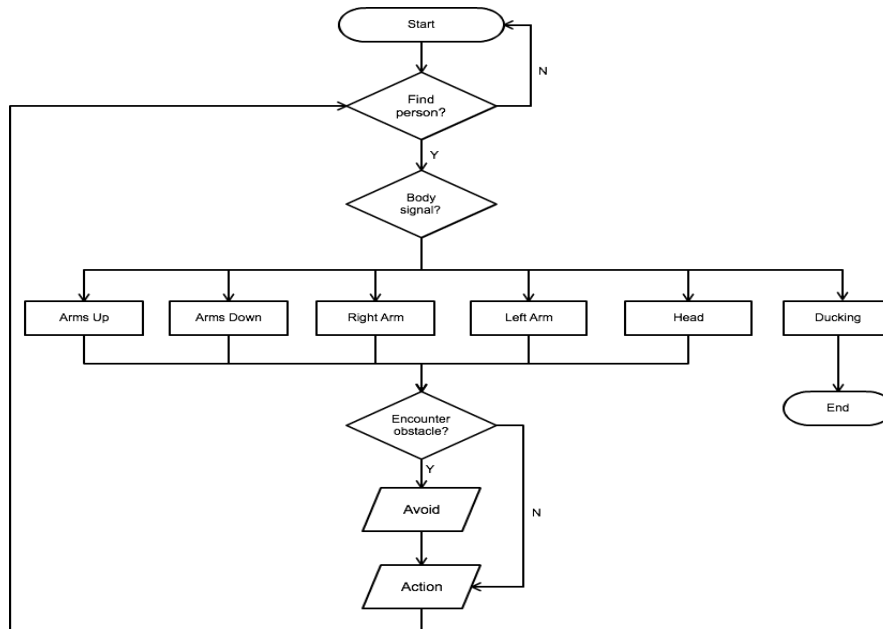 Start
N
Find
person?
Y
Body
signal?
Arms Up
Arms Down
Right Arm
Left Arm
Head
Ducking
Encounter
obstacle?
End
Y
Avoid
N
Action